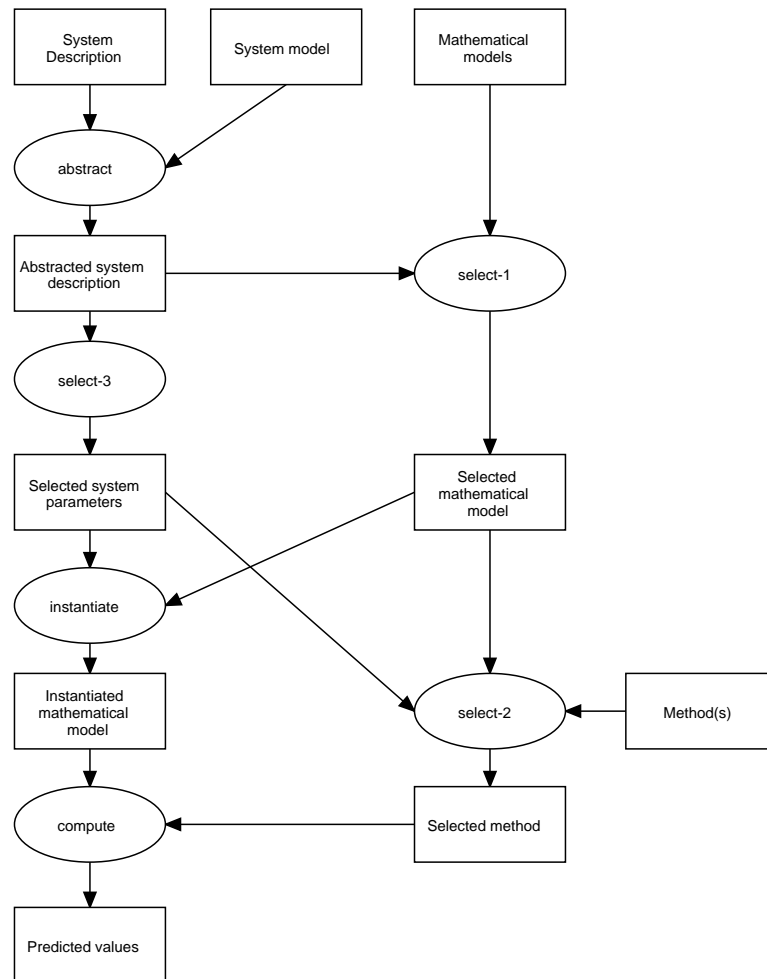 System
Description
System model
Mathematical
models
abstract
Abstracted system
description
select-1
select-3
Selected system
parameters
Selected
mathematical
model
instantiate
Instantiated
mathematical
model
select-2
Method(s)
compute
Selected method
Predicted values